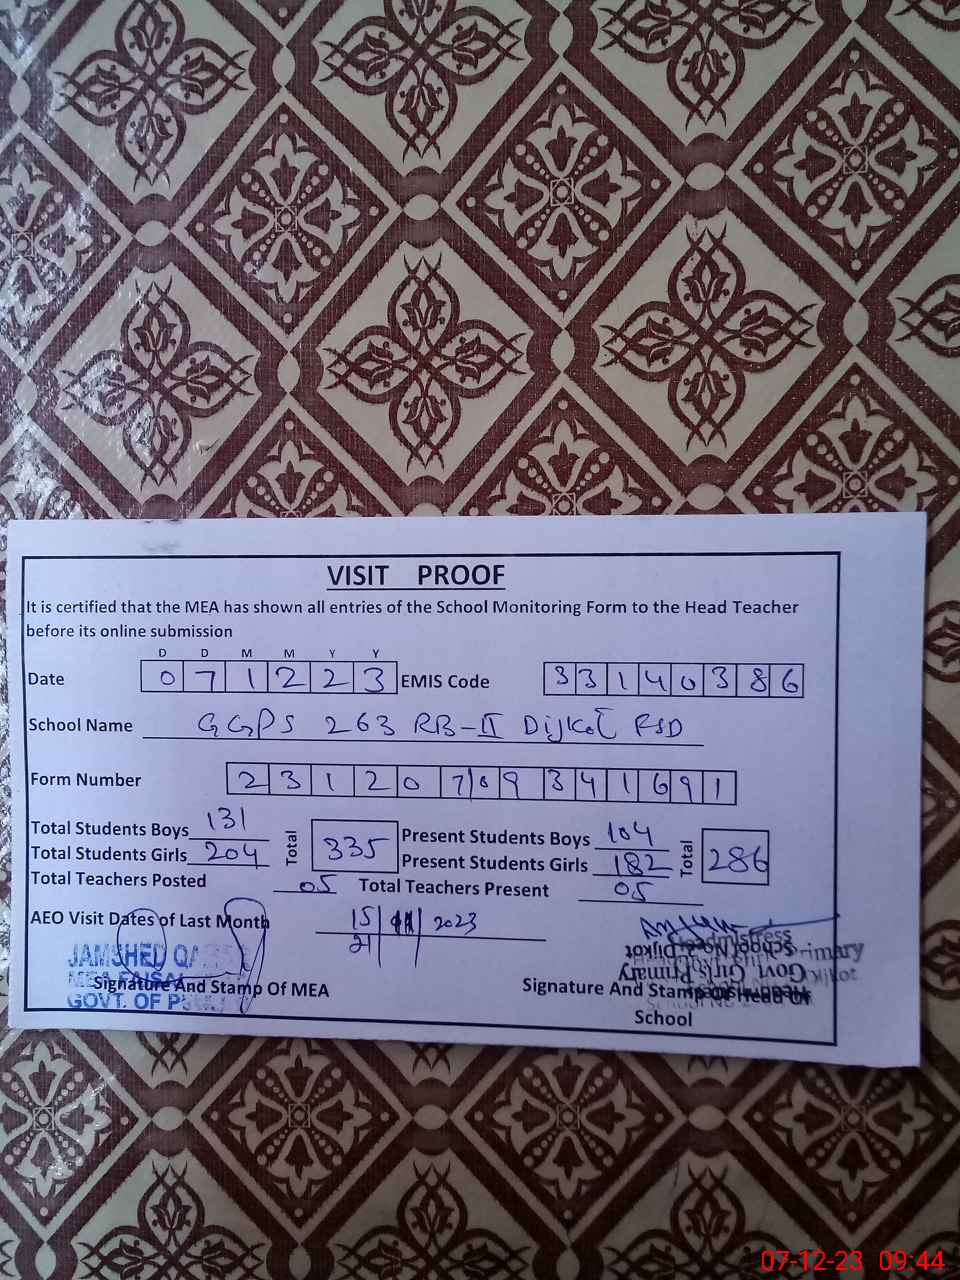 VISIT PROOF
It is certified that the MEA has shown all entries of the School Monitoring Form to the Head Teacher
before its online submission
D D M M Y Y
Date 0 7 1 2 2 3 EMIS Code 3 3 1 4 0 3 8 6
School Name GGPS 263 RB-II Dijkot FSD
Form Number 2 3 1 2 0 7 0 9 3 4 1 6 9 1
Total Students Boys 131 Total 335 Present Students Boys 104 Total 286
Total Students Girls 204 Present Students Girls 182
Total Teachers Posted 05 Total Teachers Present 05
AEO Visit Dates of Last Month 15 11 2023
21
JAMSHED
MEA FAISAL
GOVT. OF
Signature And Stamp Of MEA
Headmistress
Govt Girls Primary
Signature And Stamp Of Head Of
School
07-12-23 09:44